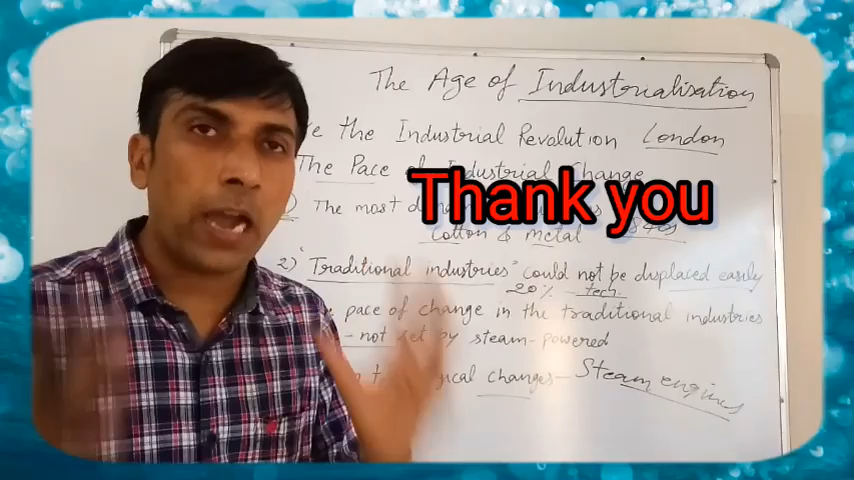 The Age of Industrialisation
the Industrial Revolution London
The Pace of Industrial Change
Thank you
The most
Cotton & metal
2) "Traditional industries" could not be displaced easily
20% tech.
pace of change in the traditional industries
not set by steam-powered
changes - Steam engines